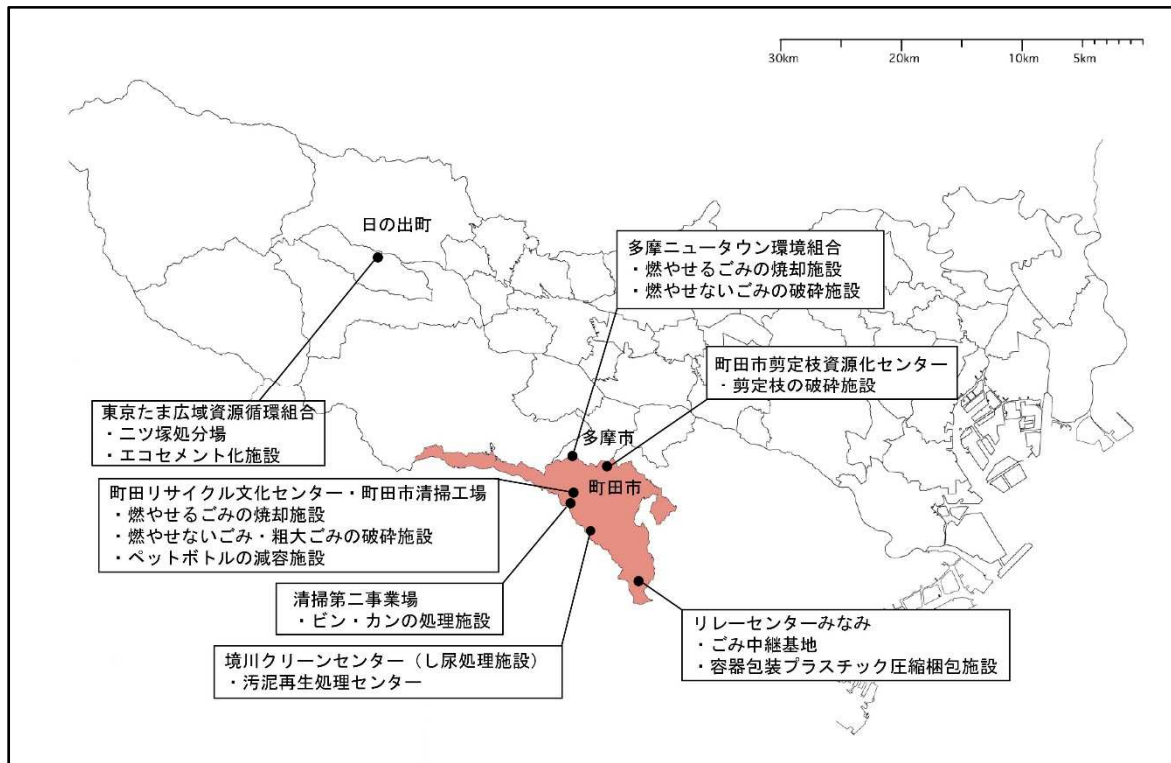 30km 20km 10km 5km
日の出町
多摩ニュータウン環境組合
・燃やせるごみの焼却施設
・燃やせないごみの破砕施設
町田市剪定枝資源化センター
・剪定枝の破砕施設
東京たま広域資源循環組合
・二ツ塚処分場
・エコセメント化施設
多摩市
町田市
町田リサイクル文化センター・町田市清掃工場
・燃やせるごみの焼却施設
・燃やせないごみ・粗大ごみの破砕施設
・ペットボトルの減容施設
清掃第二事業場
・ビン・カンの処理施設
境川クリーンセンター（し尿処理施設）
・汚泥再生処理センター
リレーセンターみなみ
・ごみ中継基地
・容器包装プラスチック圧縮梱包施設